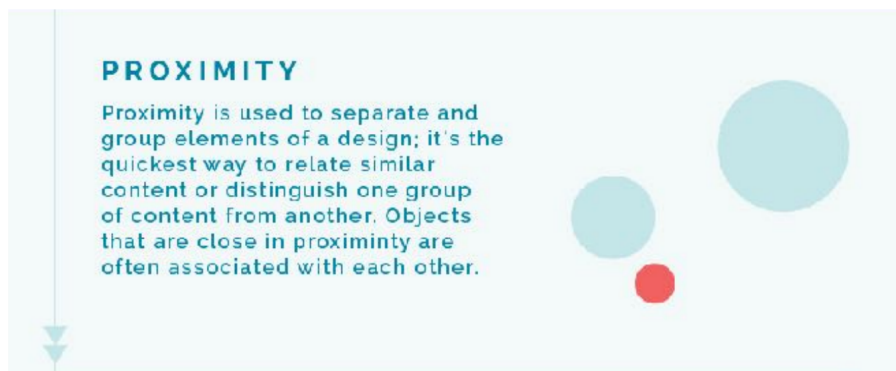 PROXIMITY
Proximity is used to separate and
group elements of a design; it's the
quickest way to relate similar
content or distinguish one group
of content from another. Objects
that are close in proximinty are
often associated with each other.